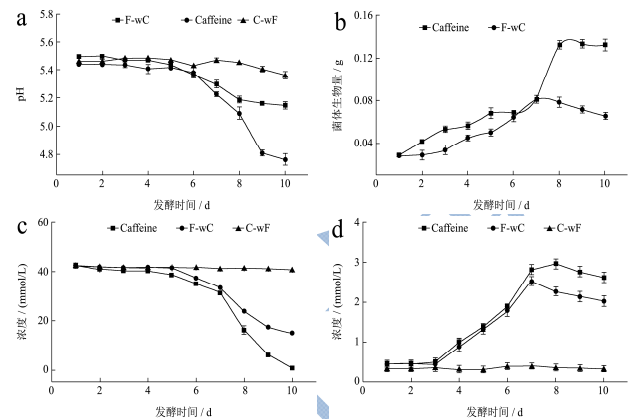 a
F-wC Caffeine C-wF
pH
5.8
5.6
5.4
5.2
5.0
4.8
0 2 4 6 8 10
发酵时间 / d
b
Caffeine F-wC
菌体生物量 / g
0.16
0.12
0.08
0.04
0 2 4 6 8 10
发酵时间 / d
c
Caffeine F-wC C-wF
浓度 / (mmol/L)
60
40
20
0
0 2 4 6 8 10
发酵时间 / d
d
Caffeine F-wC C-wF
浓度 / (mmol/L)
4
3
2
1
0
0 2 4 6 8 10
发酵时间 / d